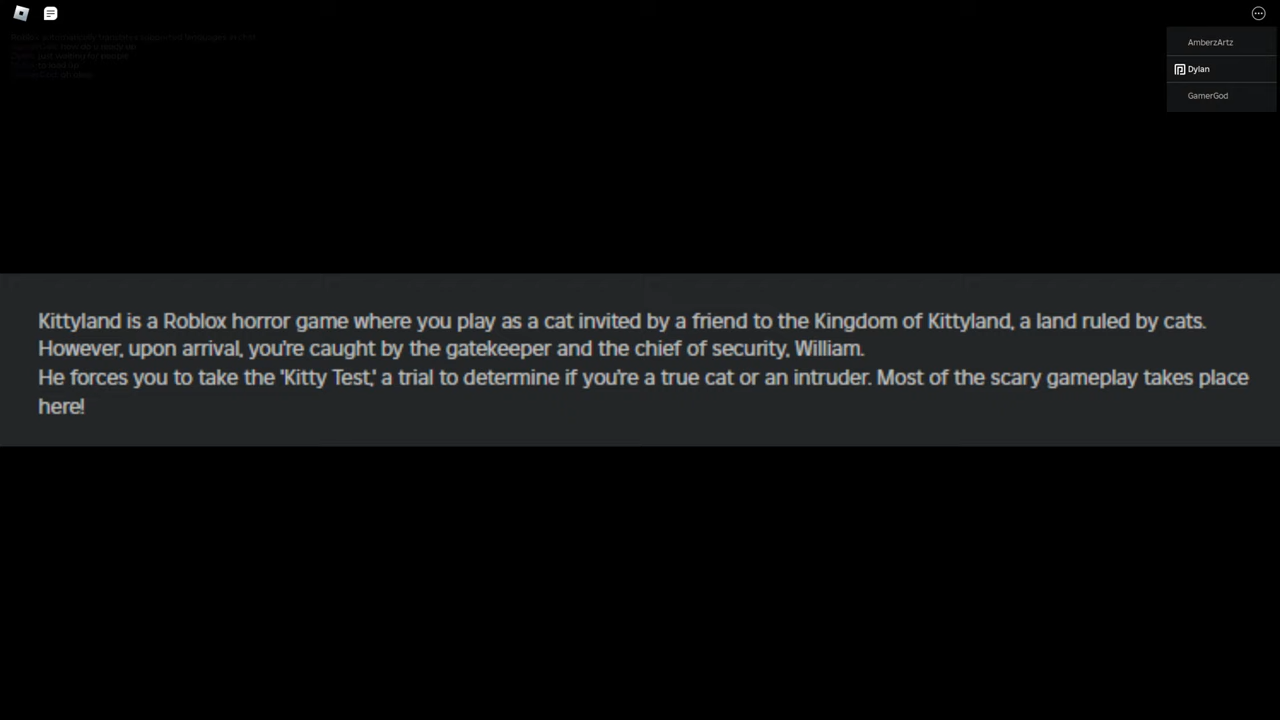 AmberzArtz
Dylan
GamerGod
Kittyland is a Roblox horror game where you play as a cat invited by a friend to the Kingdom of Kittyland, a land ruled by cats.
However, upon arrival, you're caught by the gatekeeper and the chief of security, William.
He forces you to take the 'Kitty Test,' a trial to determine if you're a true cat or an intruder. Most of the scary gameplay takes place
here!